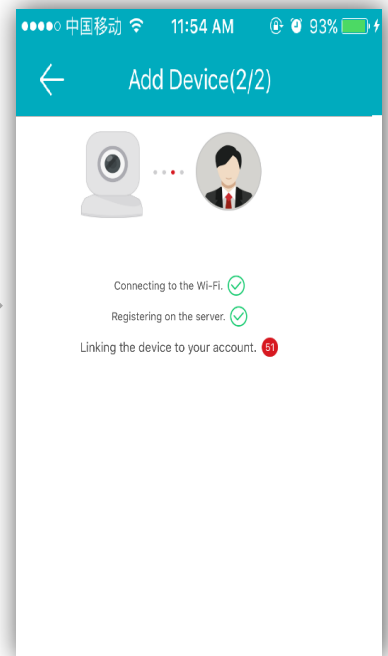 中国移动 11:54 AM 93%
Add Device(2/2)
Connecting to the Wi-Fi.
Registering on the server.
Linking the device to your account. 51